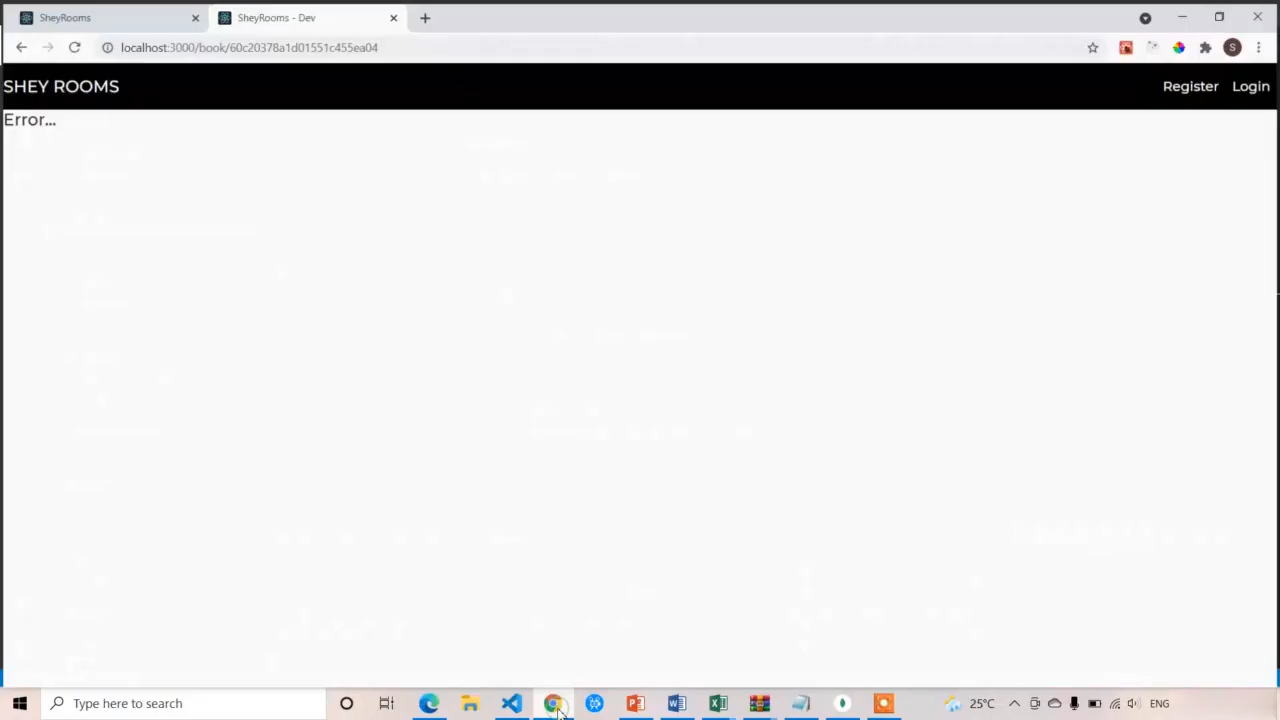 SheyRooms
SheyRooms - Dev
localhost:3000/book/60c20378a1d01551c455ea04
S
SHEY ROOMS
Register
Login
Error...
Type here to search
25°C
ENG